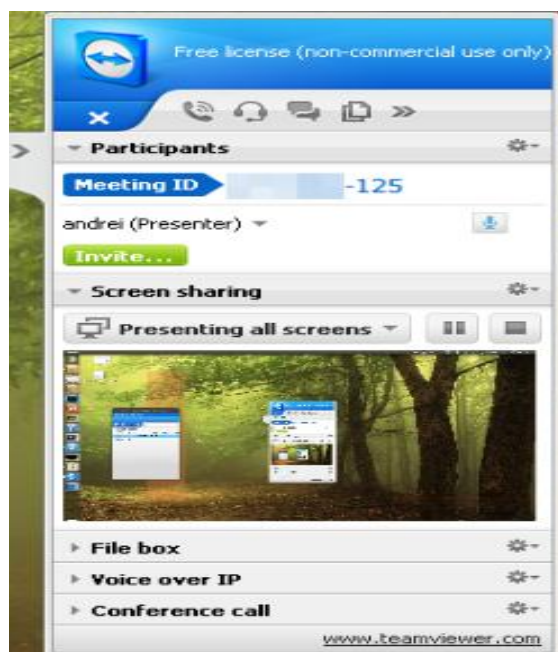 Free license (non-commercial use only)
Participants
Meeting ID -125
andrei (Presenter)
Invite...
Screen sharing
Presenting all screens
File box
Voice over IP
Conference call
www.teamviewer.com